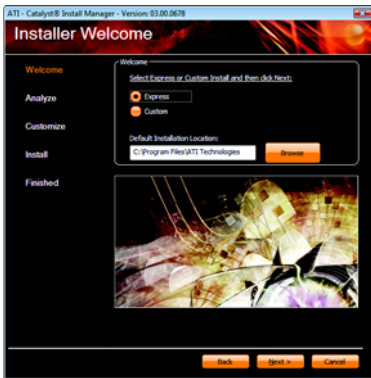 ATI - Catalyst® Install Manager - Version: 03.00.0678
Installer Welcome
Welcome
Analyze
Customize
Install
Finished
Welcome
Select Express or Custom Install and then click Next:
Express
Custom
Default Installation Location:
C:\Program Files\ATI Technologies
Browse
Back
Next >
Cancel